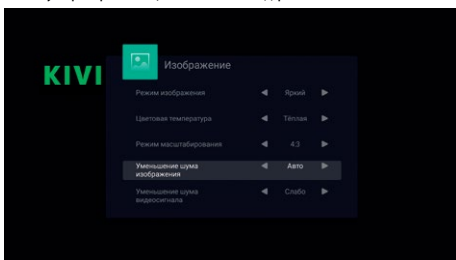 KIVI
Изображение
Режим изображения
Яркий
Цветовая температура
Тёплая
Режим масштабирования
4:3
Уменьшение шума
изображения
Авто
Уменьшение шума
видеосигнала
Слабо